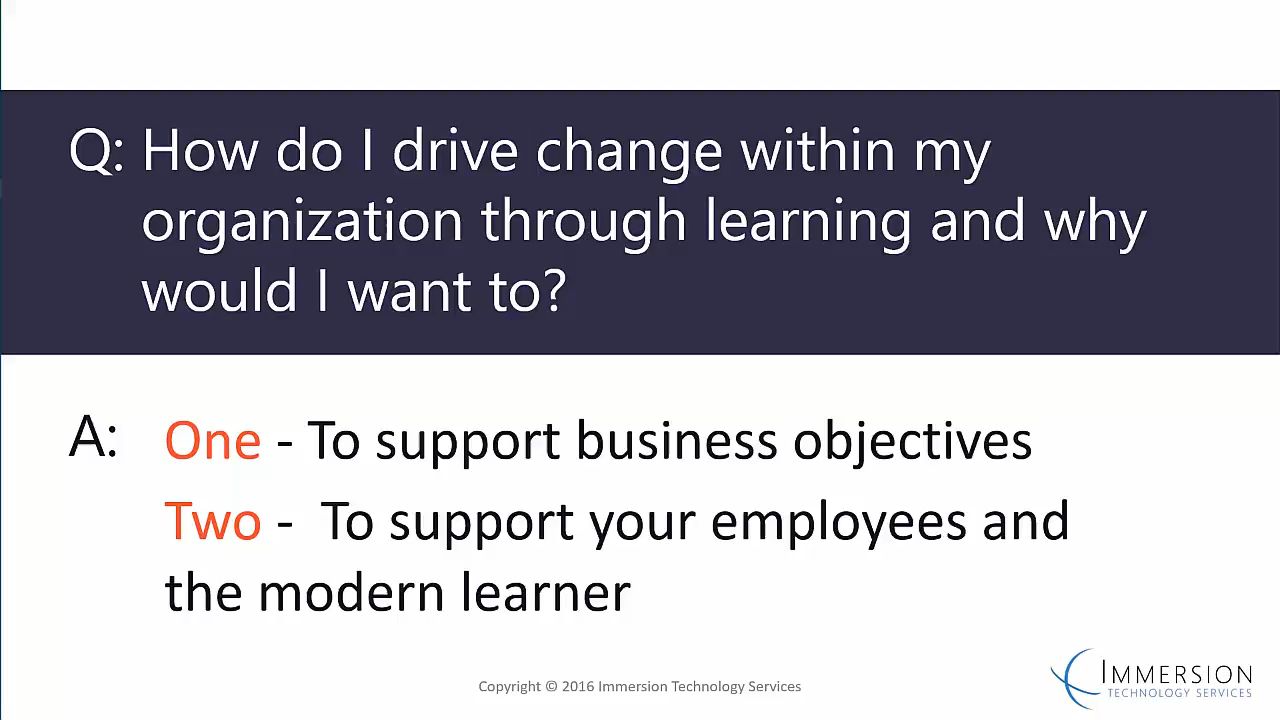 Q: How do I drive change within my
organization through learning and why
would I want to?
A: One - To support business objectives
Two - To support your employees and
the modern learner
Copyright © 2016 Immersion Technology Services
IMMERSION
TECHNOLOGY SERVICES